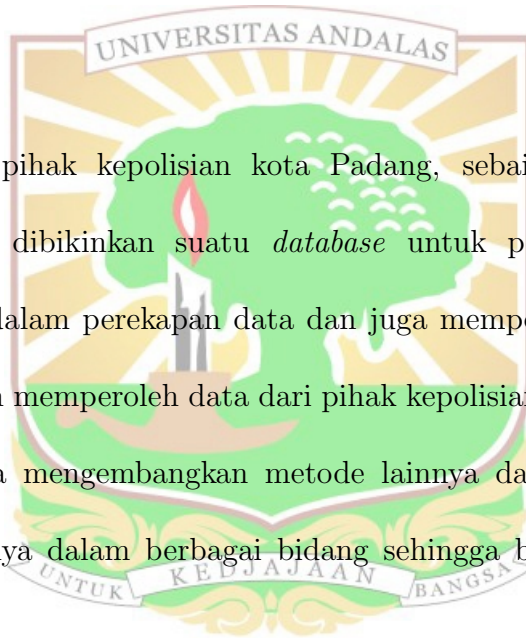 UNIVERSITAS ANDALAS
pihak kepolisian kota Padang, sebai
dibikinkan suatu database untuk p
dalam perekapan data dan juga mempe
memperoleh data dari pihak kepolisian
mengembangkan metode lainnya da
ya dalam berbagai bidang sehingga b
UNTUK KEDJAJAAN BANGSA